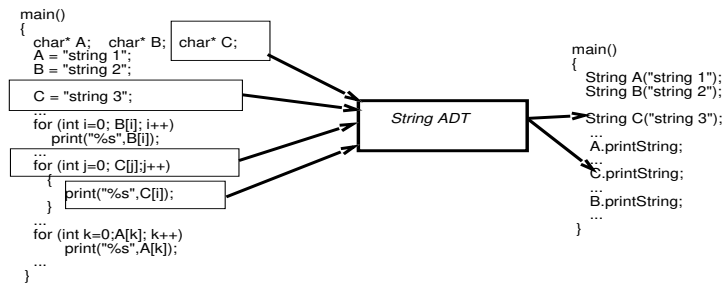 main()
{
char* A; char* B; char* C;
A = "string 1";
B = "string 2";
C = "string 3";
...
for (int i=0; B[i]; i++)
print("%s",B[i]);
...
for (int j=0; C[j];j++)
{
print("%s",C[i]);
}
...
for (int k=0;A[k]; k++)
print("%s",A[k]);
...
}
String ADT
main()
{
String A("string 1");
String B("string 2");
String C("string 3");
...
A.printString;
...
C.printString;
...
B.printString;
...
}